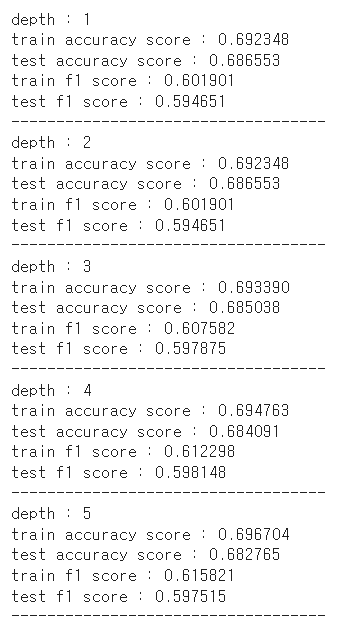 depth : 1
train accuracy score : 0.692348
test accuracy score : 0.686553
train f1 score : 0.601901
test f1 score : 0.594651
-----------------------------------
depth : 2
train accuracy score : 0.692348
test accuracy score : 0.686553
train f1 score : 0.601901
test f1 score : 0.594651
-----------------------------------
depth : 3
train accuracy score : 0.693390
test accuracy score : 0.685038
train f1 score : 0.607582
test f1 score : 0.597875
-----------------------------------
depth : 4
train accuracy score : 0.694763
test accuracy score : 0.684091
train f1 score : 0.612298
test f1 score : 0.598148
-----------------------------------
depth : 5
train accuracy score : 0.696704
test accuracy score : 0.682765
train f1 score : 0.615821
test f1 score : 0.597515
-----------------------------------